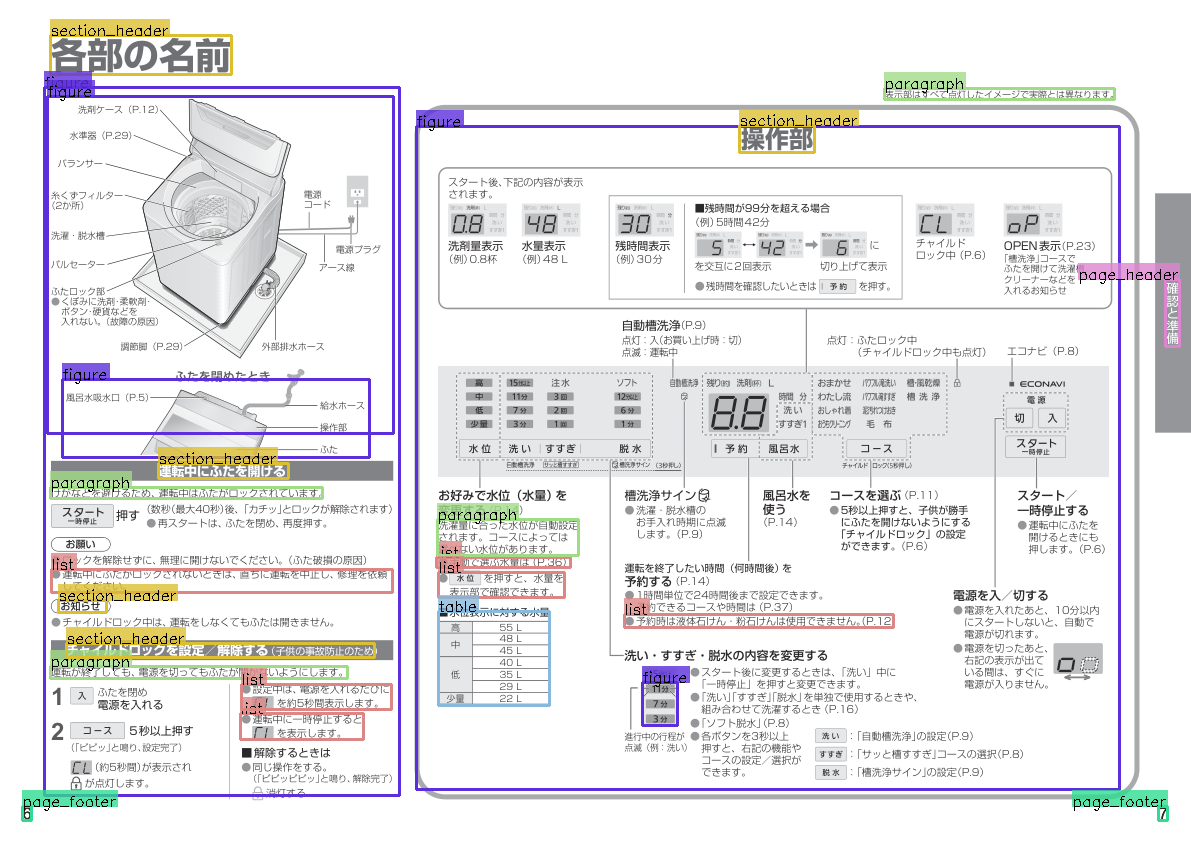 section_header
各部の名前
figure
figure
洗剤ケース（P.12）
水準器（P.29）
バランサー
糸くずフィルター
（2か所）
洗濯・脱水槽
パルセーター
ふたロック部
●くぼみに洗剤・柔軟剤・
ボタン・硬貨などを
入れない。（故障の原因）
調節脚（P.29）
電源
コード
電源プラグ
アース線
外部排水ホース
figure
ふたを閉めたとき
風呂水吸水口（P.5）
給水ホース
操作部
ふた
section_header
運転中にふたを開ける
paragraph
けがなどを避けるため、運転中はふたがロックされています。
スタート
一時停止
押す
（数秒（最大40秒）後、「カチッ」とロックが解除されます）
●再スタートは、ふたを閉め、再度押す。
お願い
list
ロックを解除せずに、無理に開けないでください。（ふた破損の原因）
●運転中にふたがロックされないときは、直ちに運転を中止し、修理を依頼
section_header
お知らせ
●チャイルドロック中は、運転をしなくてもふたは開きません。
section_header
チャイルドロックを設定／解除する（子供の事故防止のため）
paragraph
運転が終了しても、電源を切ってもふたが
ないようにします。
1 入 ふたを閉め
電源を入れる
2 コース 5秒以上押す
（「ピピッ」と鳴り、設定完了）
CL（約5秒間）が表示され
が点灯します。
list
●設定中は、電源を入れるたびに
を約5秒間表示します。
list
●運転中に一時停止すると
を表示します。
■解除するときは
●同じ操作をする。
（「ピピッピピッ」と鳴り、解除完了）
消灯する
page_footer
6
paragraph
表示部はすべて点灯したイメージで実際とは異なります。
figure
section_header
操作部
スタート後、下記の内容が表示
されます。
0.8
洗剤量表示
（例）0.8杯
48
水量表示
（例）48 L
30
残時間表示
（例）30分
■残時間が99分を超える場合
（例）5時間42分
5 ↔ 42 6 に
を交互に2回表示
切り上げて表示
●残時間を確認したいときは 予約 を押す。
CL
チャイルド
ロック中（P.6）
oP
OPEN表示（P.23）
「槽洗浄」コースで
ふたを開けて洗濯槽
クリーナーなどを
入れるお知らせ
page_header
確認と準備
自動槽洗浄（P.9）
点灯：入（お買い上げ時：切）
点滅：運転中
点灯：ふたロック中
（チャイルドロック中も点灯）
エコナビ（P.8）
高 15分以上 注水 ソフト 自動槽洗浄 残り（約） 洗剤（杯） L おまかせ パワフル滝洗い 槽・風乾燥
中 11分 3回 12分以上 時間 分 わたし流 槽洗浄
低 7分 2回 6分 8.8 洗い おしゃれ着
少量 3分 1回 1分 すすぎ1 毛布
ECONAVI
電源
切 入
スタート
一時停止
水位 洗い すすぎ 脱水 予約 風呂水 コース
自動槽洗浄 サッと槽すすぎ 槽洗浄サイン （3秒押し） チャイルド ロック（5秒押し）
お好みで水位（水量）を
変更する
paragraph
洗濯量に合った水位が自動設定
されます。コースによっては
ない水位があります。
list
動で選ぶ水量は（P.36）
list
●水位 を押すと、水量を
表示部で確認できます。
table
■水位表示に対する水量
高 55 L
中 48 L
45 L
低 40 L
35 L
29 L
少量 22 L
槽洗浄サイン
●洗濯・脱水槽の
お手入れ時期に点滅
します。（P.9）
風呂水を
使う
（P.14）
コースを選ぶ（P.11）
●5秒以上押すと、子供が勝手
にふたを開けないようにする
「チャイルドロック」の設定
ができます。（P.6）
スタート／
一時停止する
●運転中にふたを
開けるときにも
押します。（P.6）
運転を終了したい時間（何時間後）を
予約する（P.14）
●1時間単位で24時間後まで設定できます。
list
約できるコースや時間は（P.37）
●予約時は液体石けん・粉石けんは使用できません。（P.12
電源を入／切する
●電源を入れたあと、10分以内
にスタートしないと、自動で
電源が切れます。
●電源を切ったあと、
右記の表示が出て
いる間は、すぐに
電源が入りません。
洗い・すすぎ・脱水の内容を変更する
figure
7分
3分
進行中の行程が
点滅（例：洗い）
●スタート後に変更するときは、「洗い」中に
「一時停止」を押すと変更できます。
●「洗い」「すすぎ」「脱水」を単独で使用するときや、
組み合わせて洗濯するとき（P.16）
●「ソフト脱水」（P.8）
●各ボタンを3秒以上
押すと、右記の機能や
コースの設定／選択が
できます。
洗い：「自動槽洗浄」の設定（P.9）
すすぎ：「サッと槽すすぎ」コースの選択（P.8）
脱水：「槽洗浄サイン」の設定（P.9）
page_footer
7